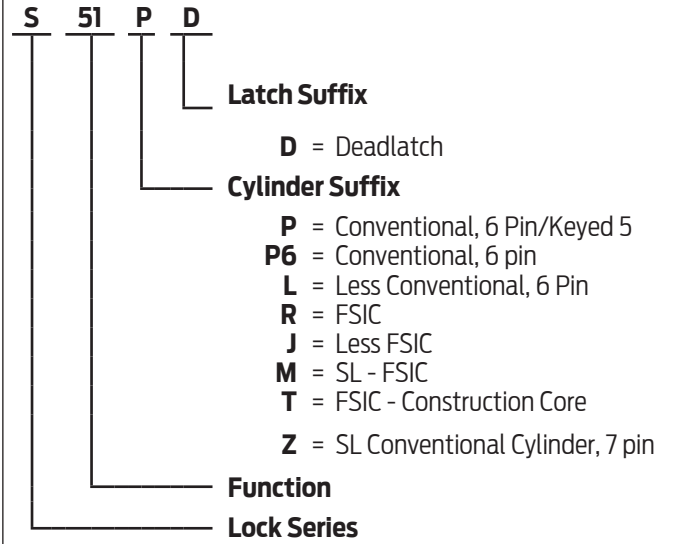 S 51 P D
Latch Suffix
D = Deadlatch
Cylinder Suffix
P = Conventional, 6 Pin/Keyed 5
P6 = Conventional, 6 pin
L = Less Conventional, 6 Pin
R = FSIC
J = Less FSIC
M = SL - FSIC
T = FSIC - Construction Core
Z = SL Conventional Cylinder, 7 pin
Function
Lock Series